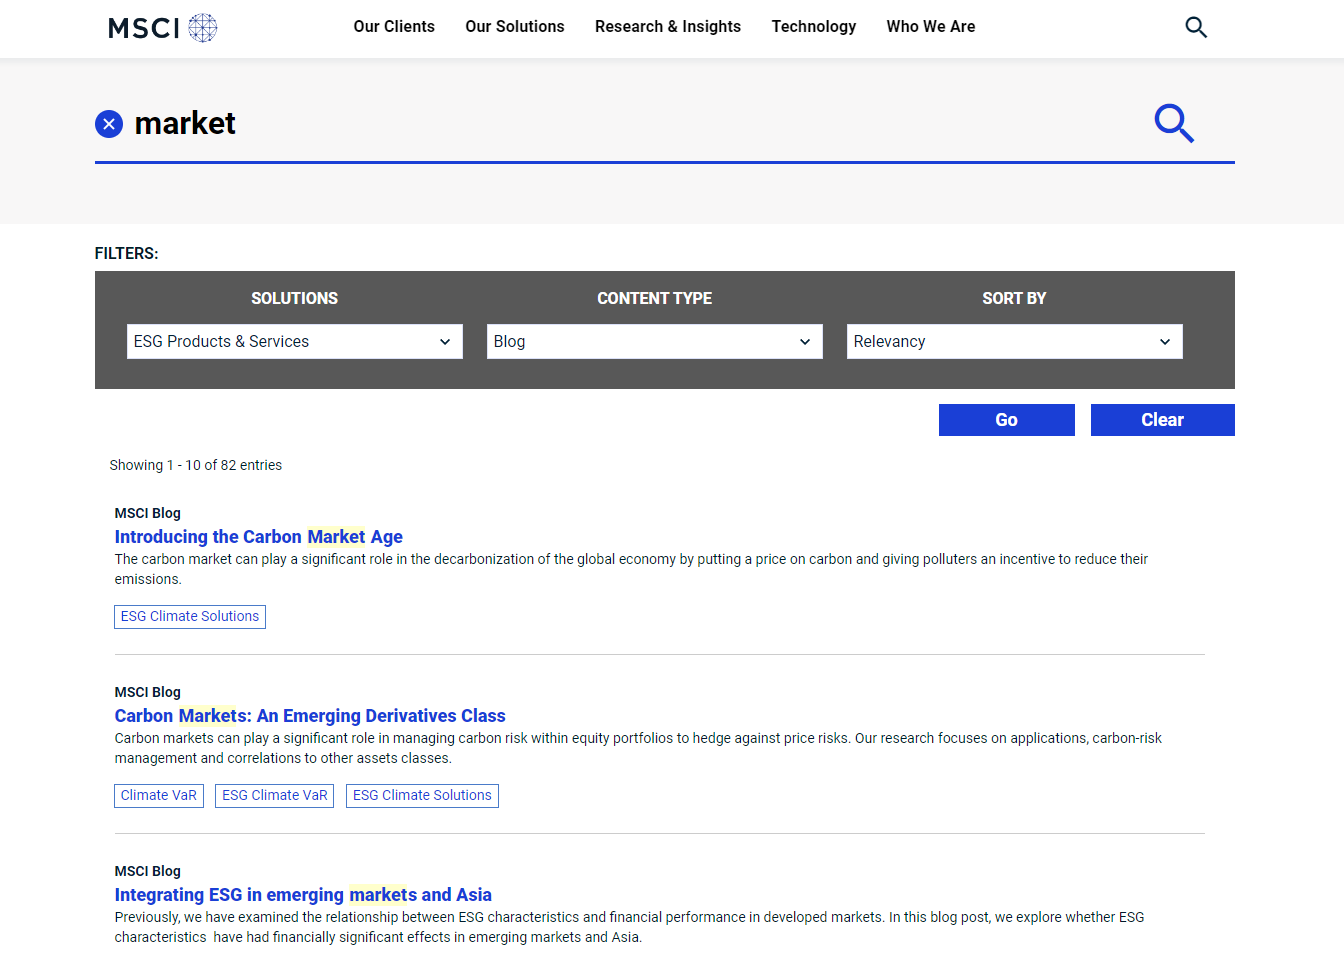 MSCI
Our Clients Our Solutions Research & Insights Technology Who We Are
market
FILTERS:
SOLUTIONS CONTENT TYPE SORT BY
ESG Products & Services Blog Relevancy
Go Clear
Showing 1 - 10 of 82 entries
MSCI Blog
Introducing the Carbon Market Age
The carbon market can play a significant role in the decarbonization of the global economy by putting a price on carbon and giving polluters an incentive to reduce their
emissions.
ESG Climate Solutions
MSCI Blog
Carbon Markets: An Emerging Derivatives Class
Carbon markets can play a significant role in managing carbon risk within equity portfolios to hedge against price risks. Our research focuses on applications, carbon-risk
management and correlations to other assets classes.
Climate VaR ESG Climate VaR ESG Climate Solutions
MSCI Blog
Integrating ESG in emerging markets and Asia
Previously, we have examined the relationship between ESG characteristics and financial performance in developed markets. In this blog post, we explore whether ESG
characteristics  have had financially significant effects in emerging markets and Asia.